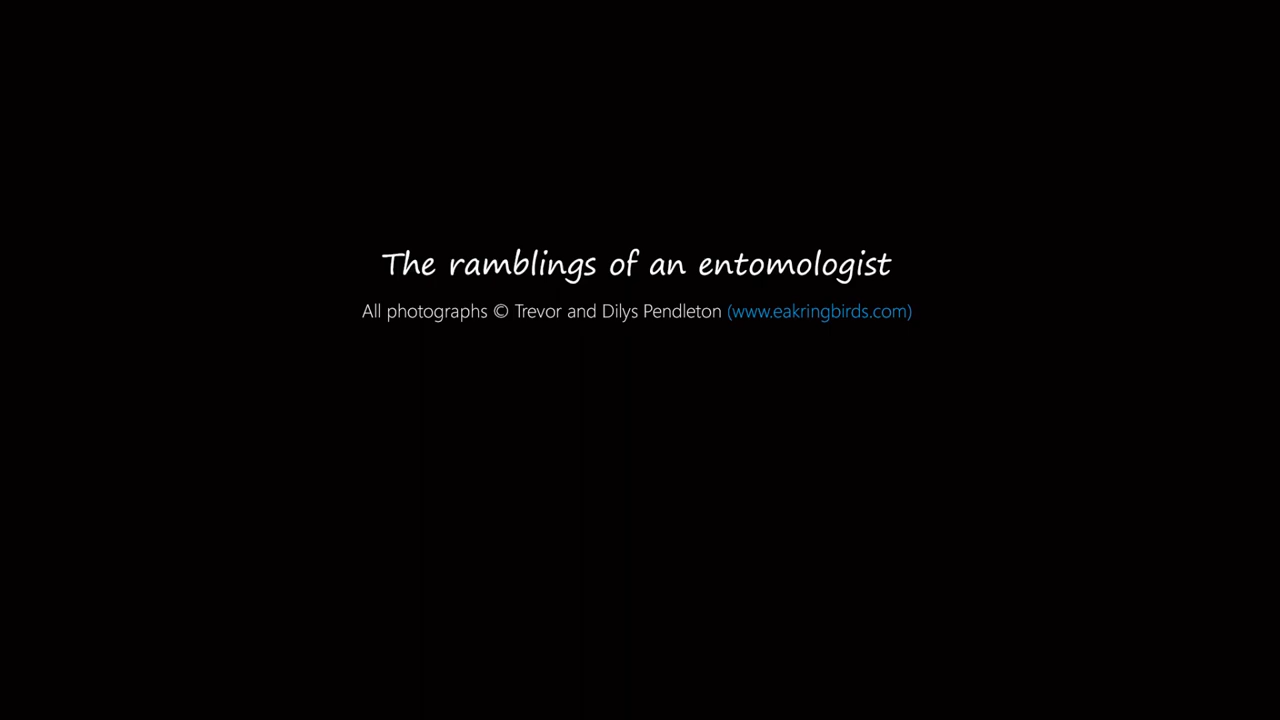 The ramblings of an entomologist
All photographs © Trevor and Dilys Pendleton (www.eakringbirds.com)